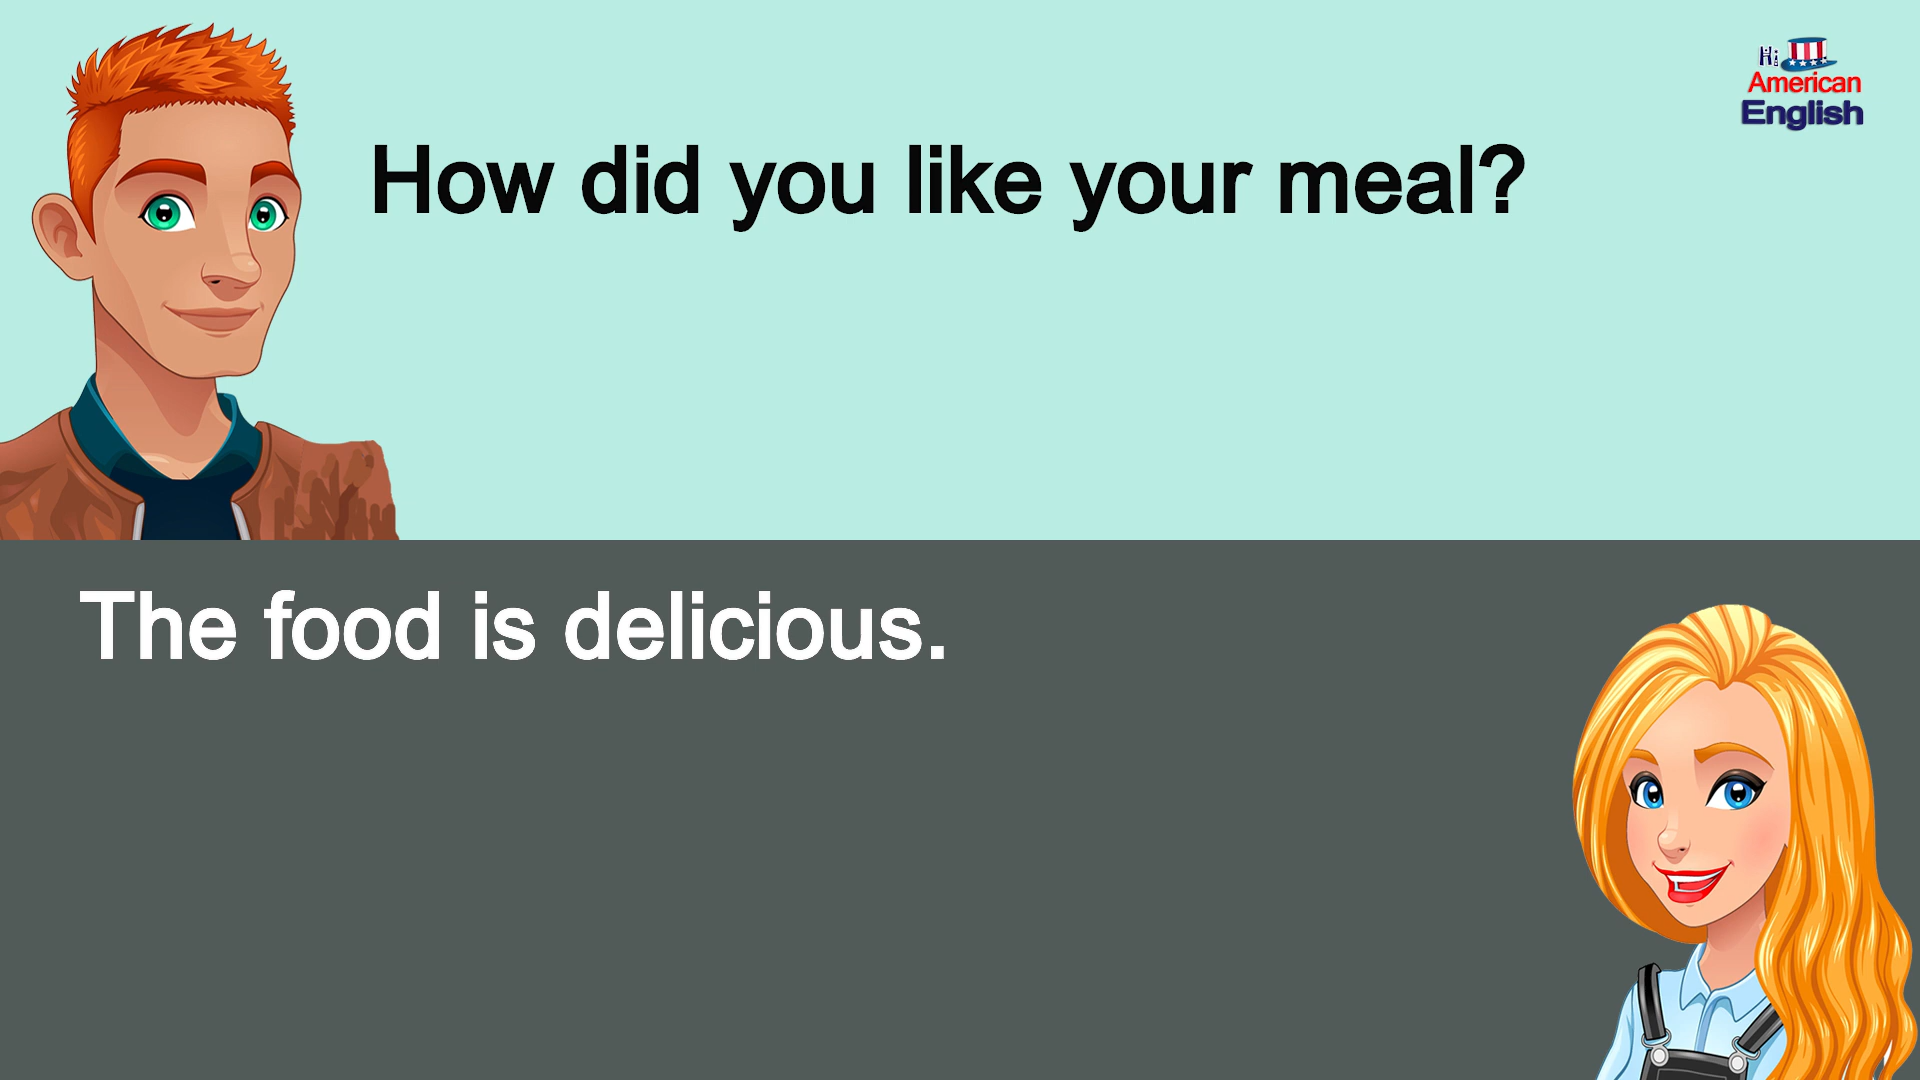 Hi
American
English
How did you like your meal?
The food is delicious.